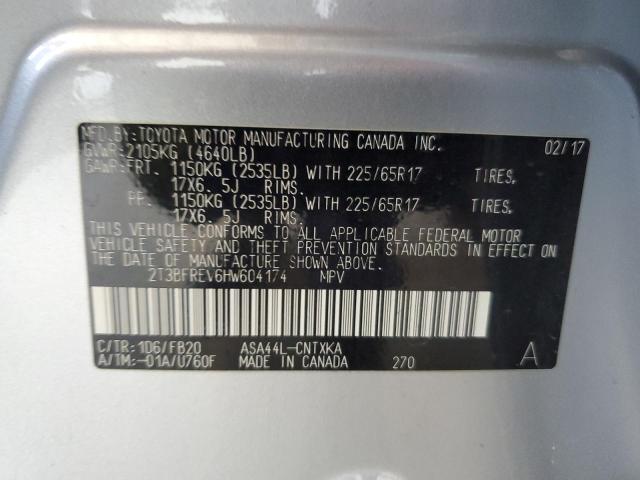 MFD.BY:TOYOTA MOTOR MANUFACTURING CANADA INC. 02/17
GVWR:2105KG (4640LB)
GAWR:FRT. 1150KG (2535LB) WITH 225/65R17 TIRES,
17X6.5J RIMS.
RR. 1150KG (2535LB) WITH 225/65R17 TIRES,
17X6.5J RIMS.
THIS VEHICLE CONFORMS TO ALL APPLICABLE FEDERAL MOTOR
VEHICLE SAFETY AND THEFT PREVENTION STANDARDS IN EFFECT ON
THE DATE OF MANUFACTURE SHOWN ABOVE.
2T3BFREV6HW604174 MPV
C/TR:1D6/FB20 ASA44L-CNTXKA
A/TM:-01A/U760F MADE IN CANADA 270 A